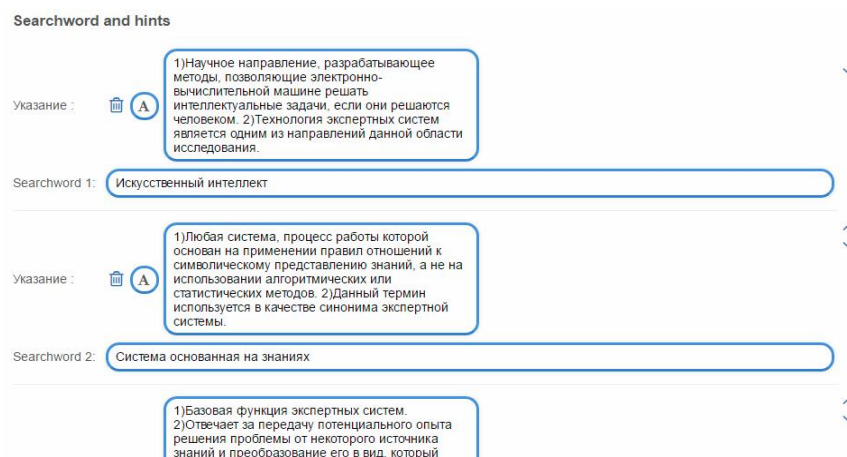 Searchword and hints
1)Научное направление, разрабатывающее
методы, позволяющие электронно-
вычислительной машине решать
Указание :
A
интеллектуальные задачи, если они решаются
человеком. 2)Технология экспертных систем
является одним из направлений данной области
исследования.
Searchword 1:
Искусственный интеллект
1)Любая система, процесс работы которой
основан на применении правил отношений к
символическому представлению знаний, а не на
Указание :
A
использовании алгоритмических или
статистических методов. 2)Данный термин
используется в качестве синонима экспертной
системы.
Searchword 2:
Система основанная на знаниях
1)Базовая функция экспертных систем.
2)Отвечает за передачу потенциального опыта
решения проблемы от некоторого источника
знаний и преобразование его в вид, который